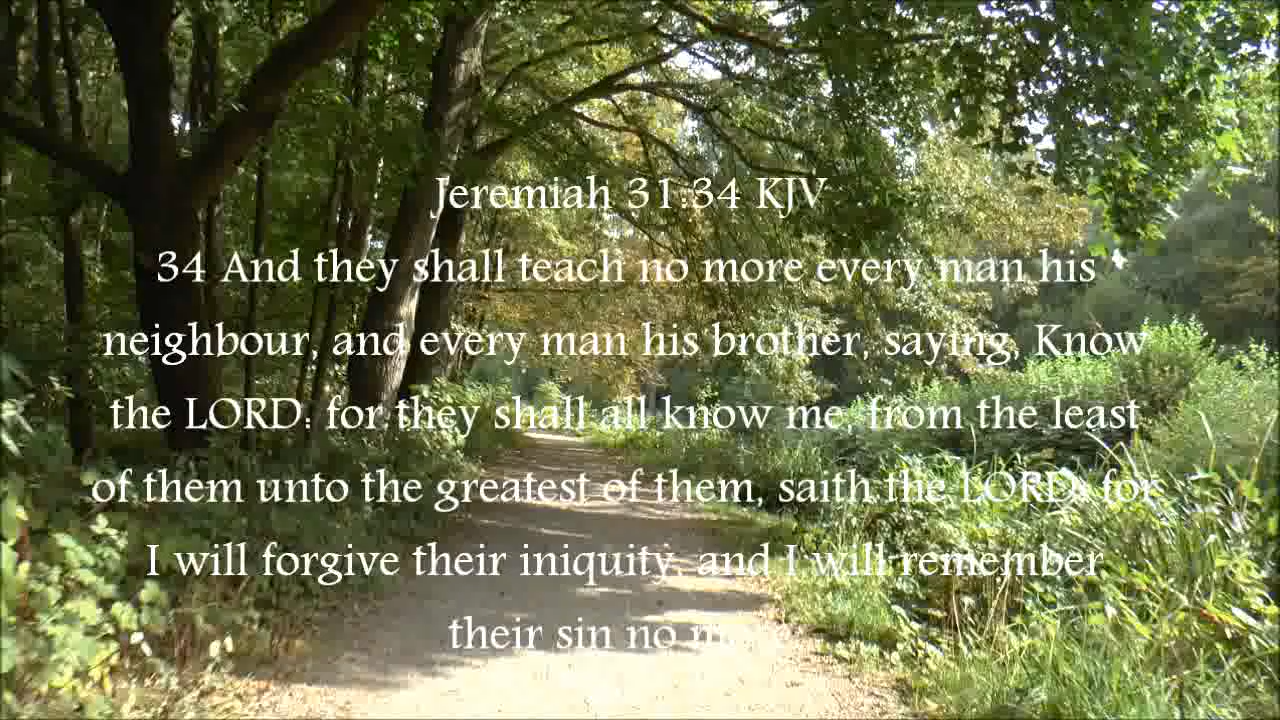 Jeremiah 31:34 KJV
34 And they shall teach no more every man his
neighbour, and every man his brother, saying, Know
the LORD: for they shall all know me, from the least
of them unto the greatest of them, saith the LORD: for
I will forgive their iniquity, and I will remember
their sin no